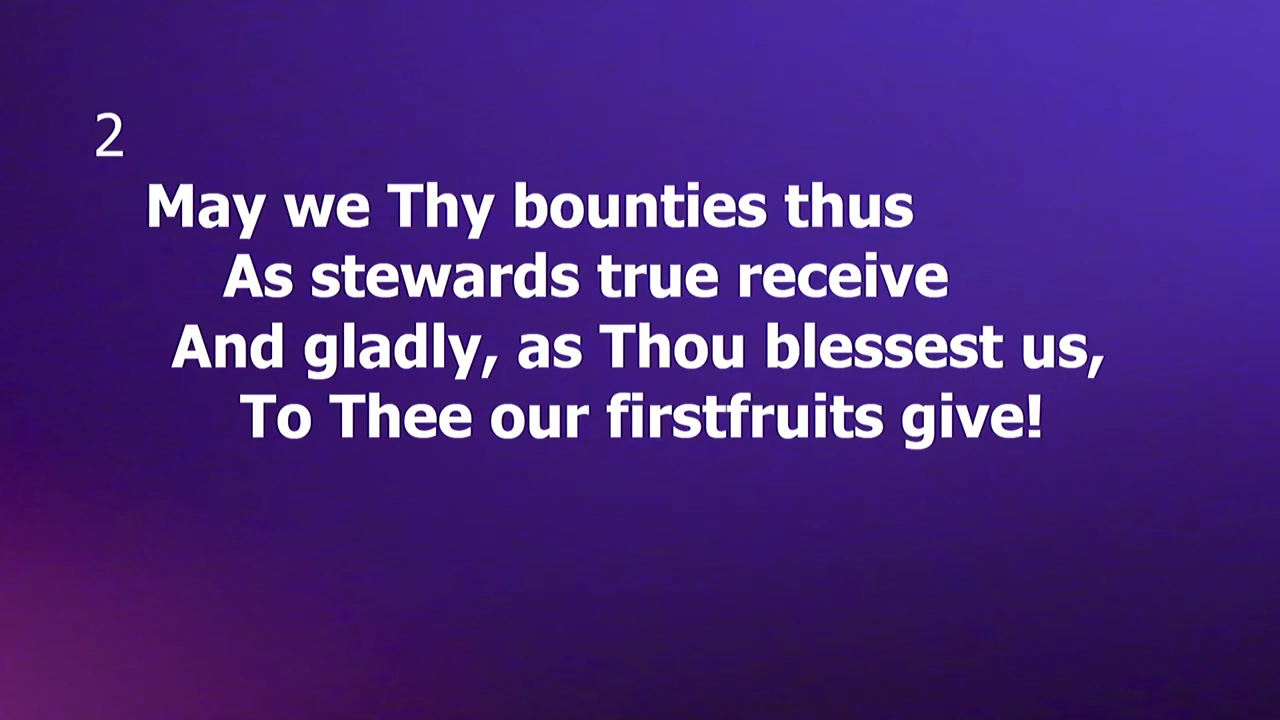 2
May we Thy bounties thus
As stewards true receive
And gladly, as Thou blessest us,
To Thee our firstfruits give!